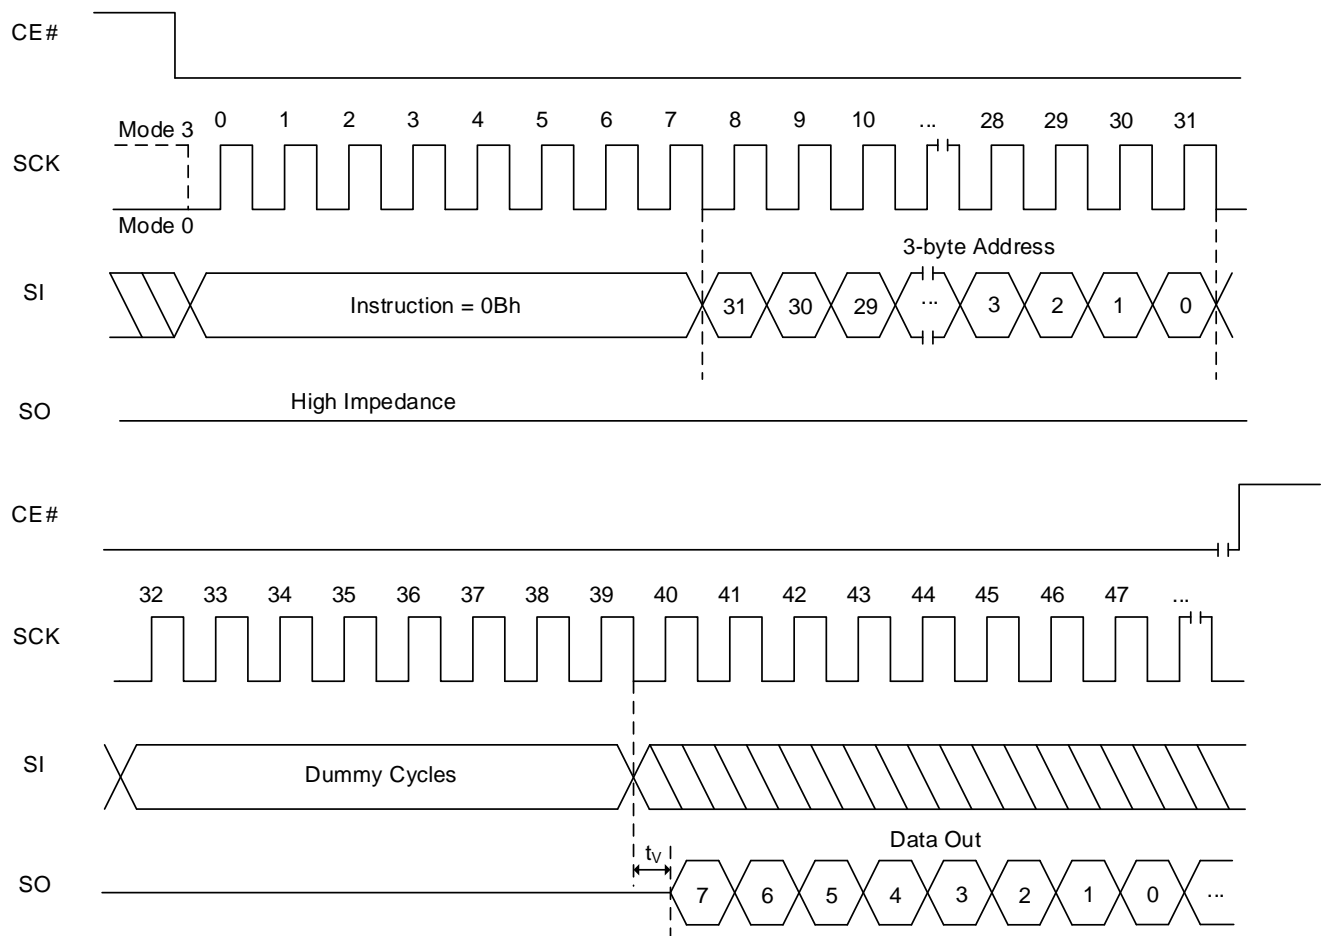 CE#
Mode 3 0 1 2 3 4 5 6 7 8 9 10 ... 28 29 30 31
SCK
Mode 0
3-byte Address
SI Instruction = 0Bh 31 30 29 ... 3 2 1 0
SO High Impedance
CE#
32 33 34 35 36 37 38 39 40 41 42 43 44 45 46 47 ...
SCK
SI Dummy Cycles
Data Out
tV
SO 7 6 5 4 3 2 1 0 ...